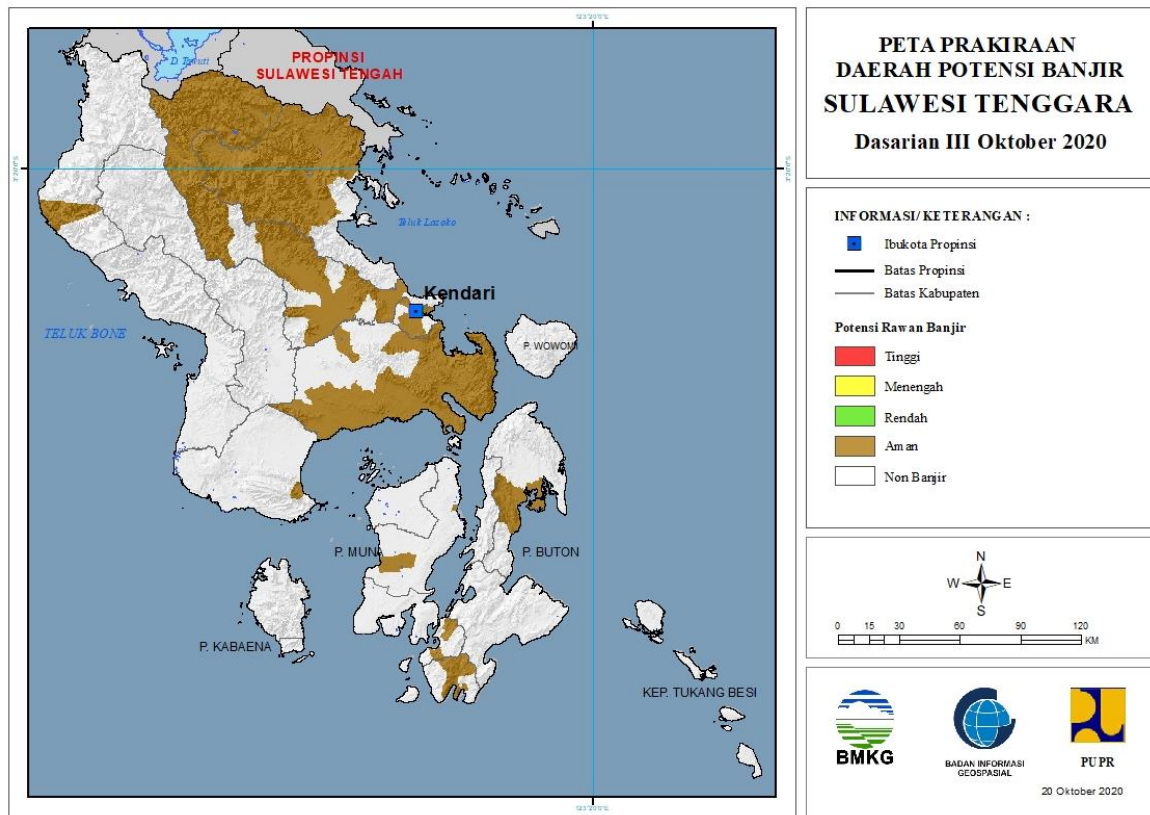 PETA PRAKIRAAN
DAERAH POTENSI BANJIR
SULAWESI TENGGARA
Dasarian III Oktober 2020
INFORMASI/ KETERANGAN :
Ibukota Propinsi
Batas Propinsi
Batas Kabupaten
Potensi Rawan Banjir
Tinggi
Menengah
Rendah
Aman
Non Banjir
N
W E
S
0 15 30 60 90 120
KM
BMKG
BADAN INFORMASI
GEOSPASIAL
PUPR
20 Oktober 2020
D. Towuti
PROPINSI
SULAWESI TENGAH
Teluk Lasolo
Kendari
TELUK BONE
P. WOWONI
P. MUNA
P. BUTON
P. KABAENA
KEP. TUKANG BESI